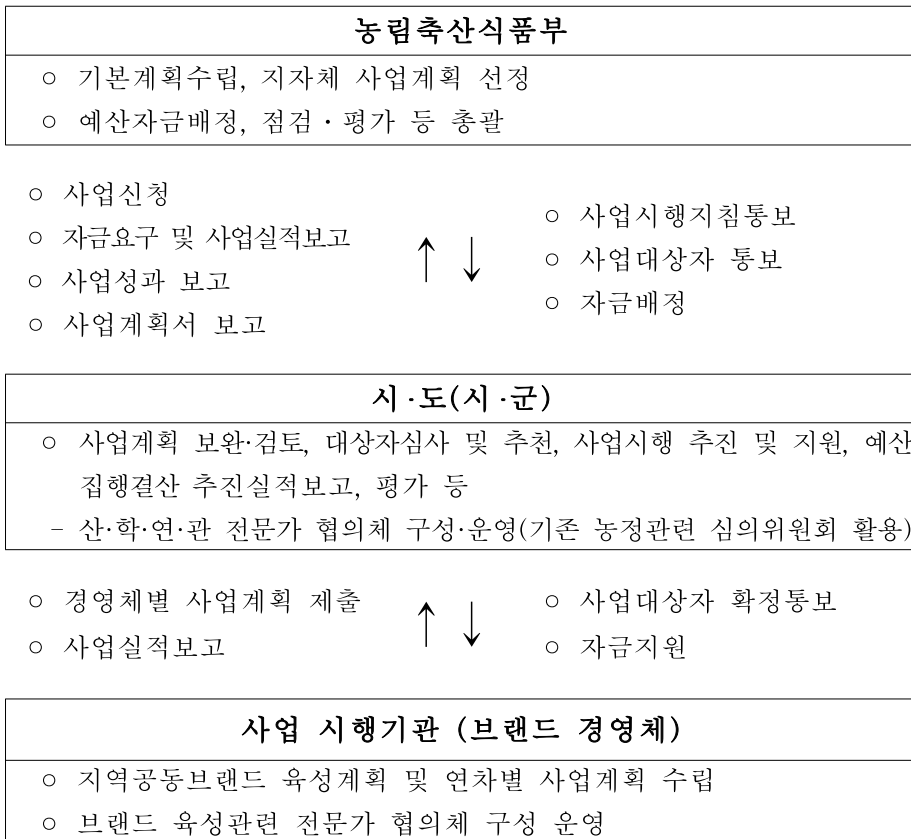 농림축산식품부
○ 기본계획수립, 지자체 사업계획 선정
○ 예산자금배정, 점검·평가 등 총괄
○ 사업신청
○ 자금요구 및 사업실적보고
○ 사업성과 보고
○ 사업계획서 보고
↑ ↓
○ 사업시행지침통보
○ 사업대상자 통보
○ 자금배정
시·도(시·군)
○ 사업계획 보완·검토, 대상자심사 및 추천, 사업시행 추진 및 지원, 예산
집행결산 추진실적보고, 평가 등
- 산·학·연·관 전문가 협의체 구성·운영(기존 농정관련 심의위원회 활용)
○ 경영체별 사업계획 제출
○ 사업실적보고
↑ ↓
○ 사업대상자 확정통보
○ 자금지원
사업 시행기관 (브랜드 경영체)
○ 지역공동브랜드 육성계획 및 연차별 사업계획 수립
○ 브랜드 육성관련 전문가 협의체 구성 운영